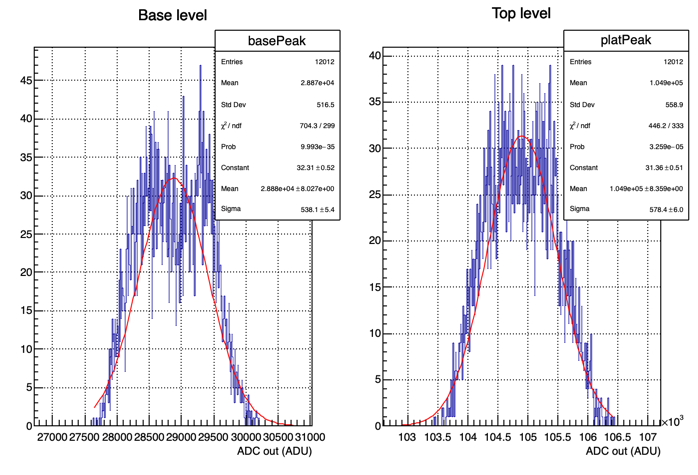 Base level
basePeak
Entries 12012
Mean 2.887e+04
Std Dev 516.5
χ² / ndf 704.3 / 299
Prob 9.993e-35
Constant 32.31 ± 0.52
Mean 2.888e+04 ± 8.027e+00
Sigma 538.1 ± 5.4
45
40
35
30
25
20
15
10
5
0
27000 27500 28000 28500 29000 29500 30000 30500 31000
ADC out (ADU)
Top level
platPeak
Entries 12012
Mean 1.049e+05
Std Dev 558.9
χ² / ndf 446.2 / 333
Prob 3.259e-05
Constant 31.36 ± 0.51
Mean 1.049e+05 ± 8.359e+00
Sigma 578.4 ± 6.0
40
35
30
25
20
15
10
5
0
103 103.5 104 104.5 105 105.5 106 106.5 107 ×10³
ADC out (ADU)